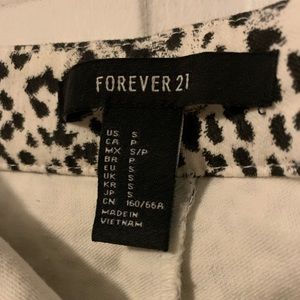 FOREVER 21
US S
CA P
MX S/P
BR P
EU S
UK S
KR S
JP S
CN 160/66A
MADE IN
VIETNAM